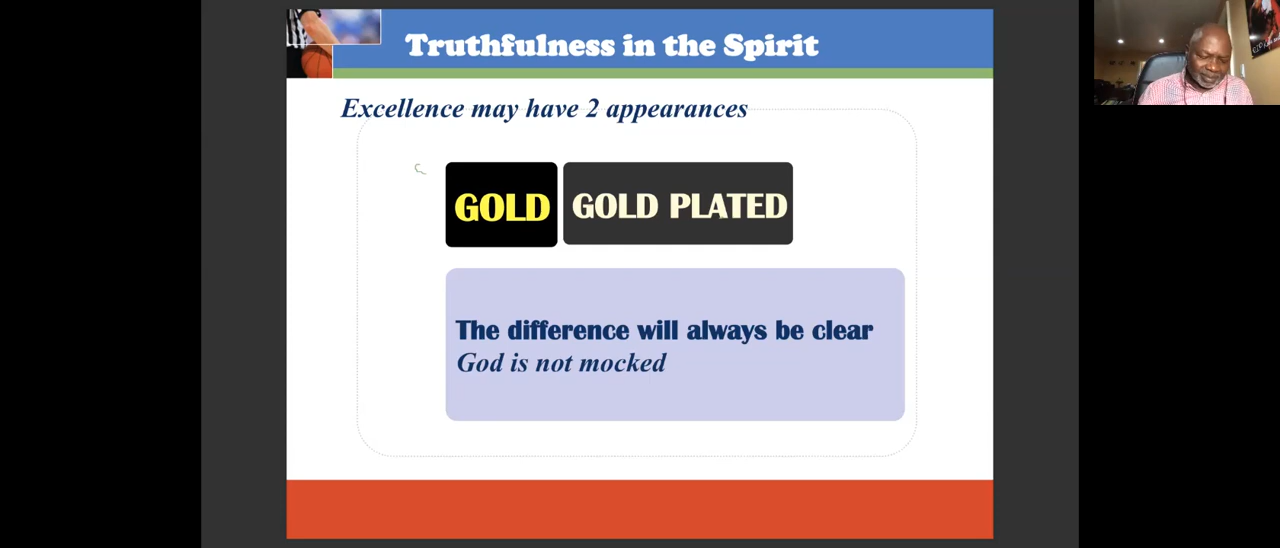 Truthfulness in the Spirit
Excellence may have 2 appearances
GOLD
GOLD PLATED
The difference will always be clear
God is not mocked